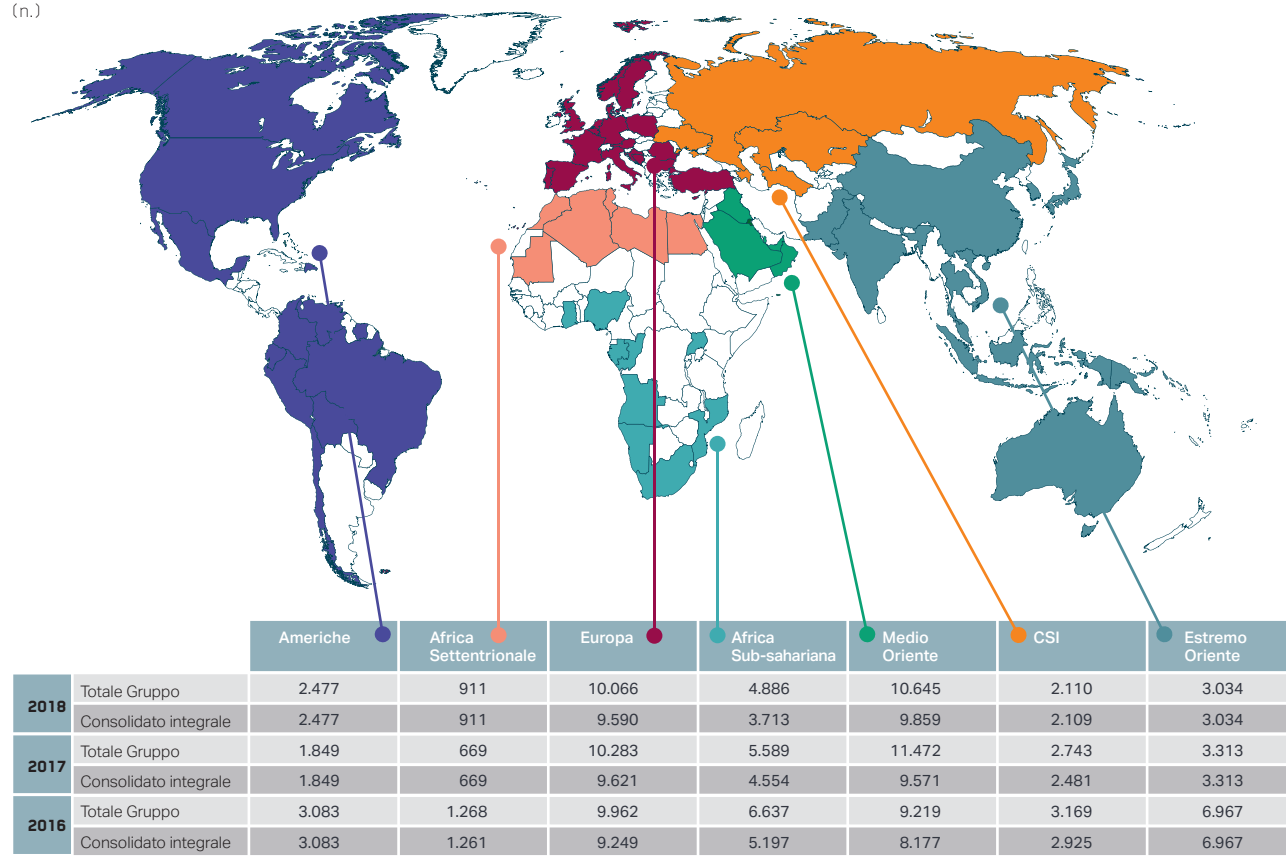 (n.)
Americhe Africa Settentrionale Europa Africa Sub-sahariana Medio Oriente CSI Estremo Oriente
2018 Totale Gruppo 2.477 911 10.066 4.886 10.645 2.110 3.034
Consolidato integrale 2.477 911 9.590 3.713 9.859 2.109 3.034
2017 Totale Gruppo 1.849 669 10.283 5.589 11.472 2.743 3.313
Consolidato integrale 1.849 669 9.621 4.554 9.571 2.481 3.313
2016 Totale Gruppo 3.083 1.268 9.962 6.637 9.219 3.169 6.967
Consolidato integrale 3.083 1.261 9.249 5.197 8.177 2.925 6.967